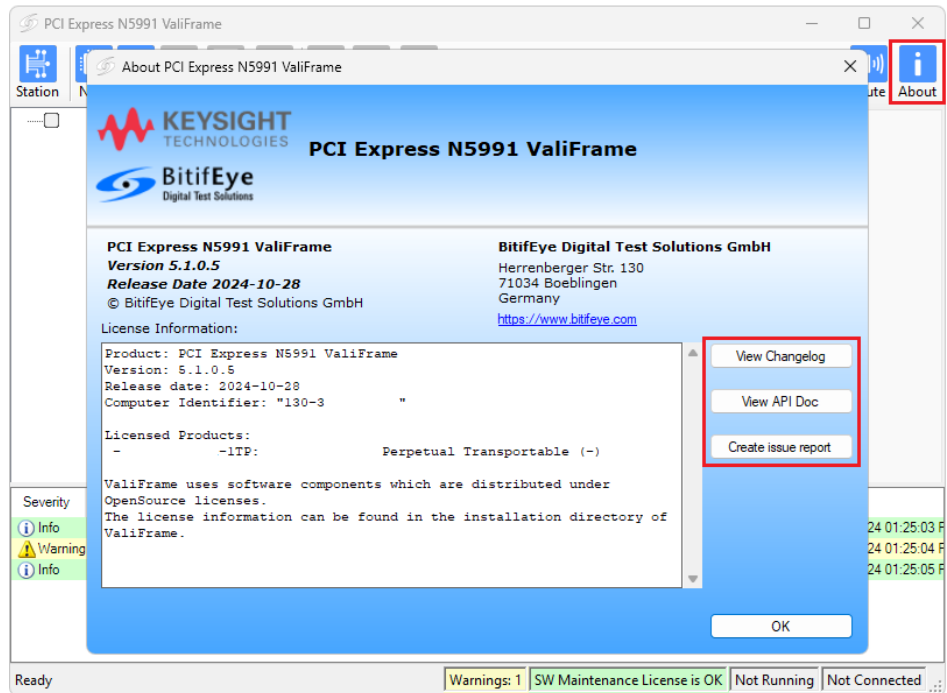 PCI Express N5991 ValiFrame
Station
About
About PCI Express N5991 ValiFrame
KEYSIGHT
TECHNOLOGIES
BitifEye
Digital Test Solutions
PCI Express N5991 ValiFrame
PCI Express N5991 ValiFrame
Version 5.1.0.5
Release Date 2024-10-28
© BitifEye Digital Test Solutions GmbH
BitifEye Digital Test Solutions GmbH
Herrenberger Str. 130
71034 Boeblingen
Germany
https://www.bitifeye.com
License Information:
Product: PCI Express N5991 ValiFrame
Version: 5.1.0.5
Release date: 2024-10-28
Computer Identifier: "130-3 "
Licensed Products:
- -1TP: Perpetual Transportable (-)
ValiFrame uses software components which are distributed under
OpenSource licenses.
The license information can be found in the installation directory of
ValiFrame.
View Changelog
View API Doc
Create issue report
OK
Severity
Info 24 01:25:03
Warning 24 01:25:04
Info 24 01:25:05
Ready
Warnings: 1
SW Maintenance License is OK
Not Running
Not Connected